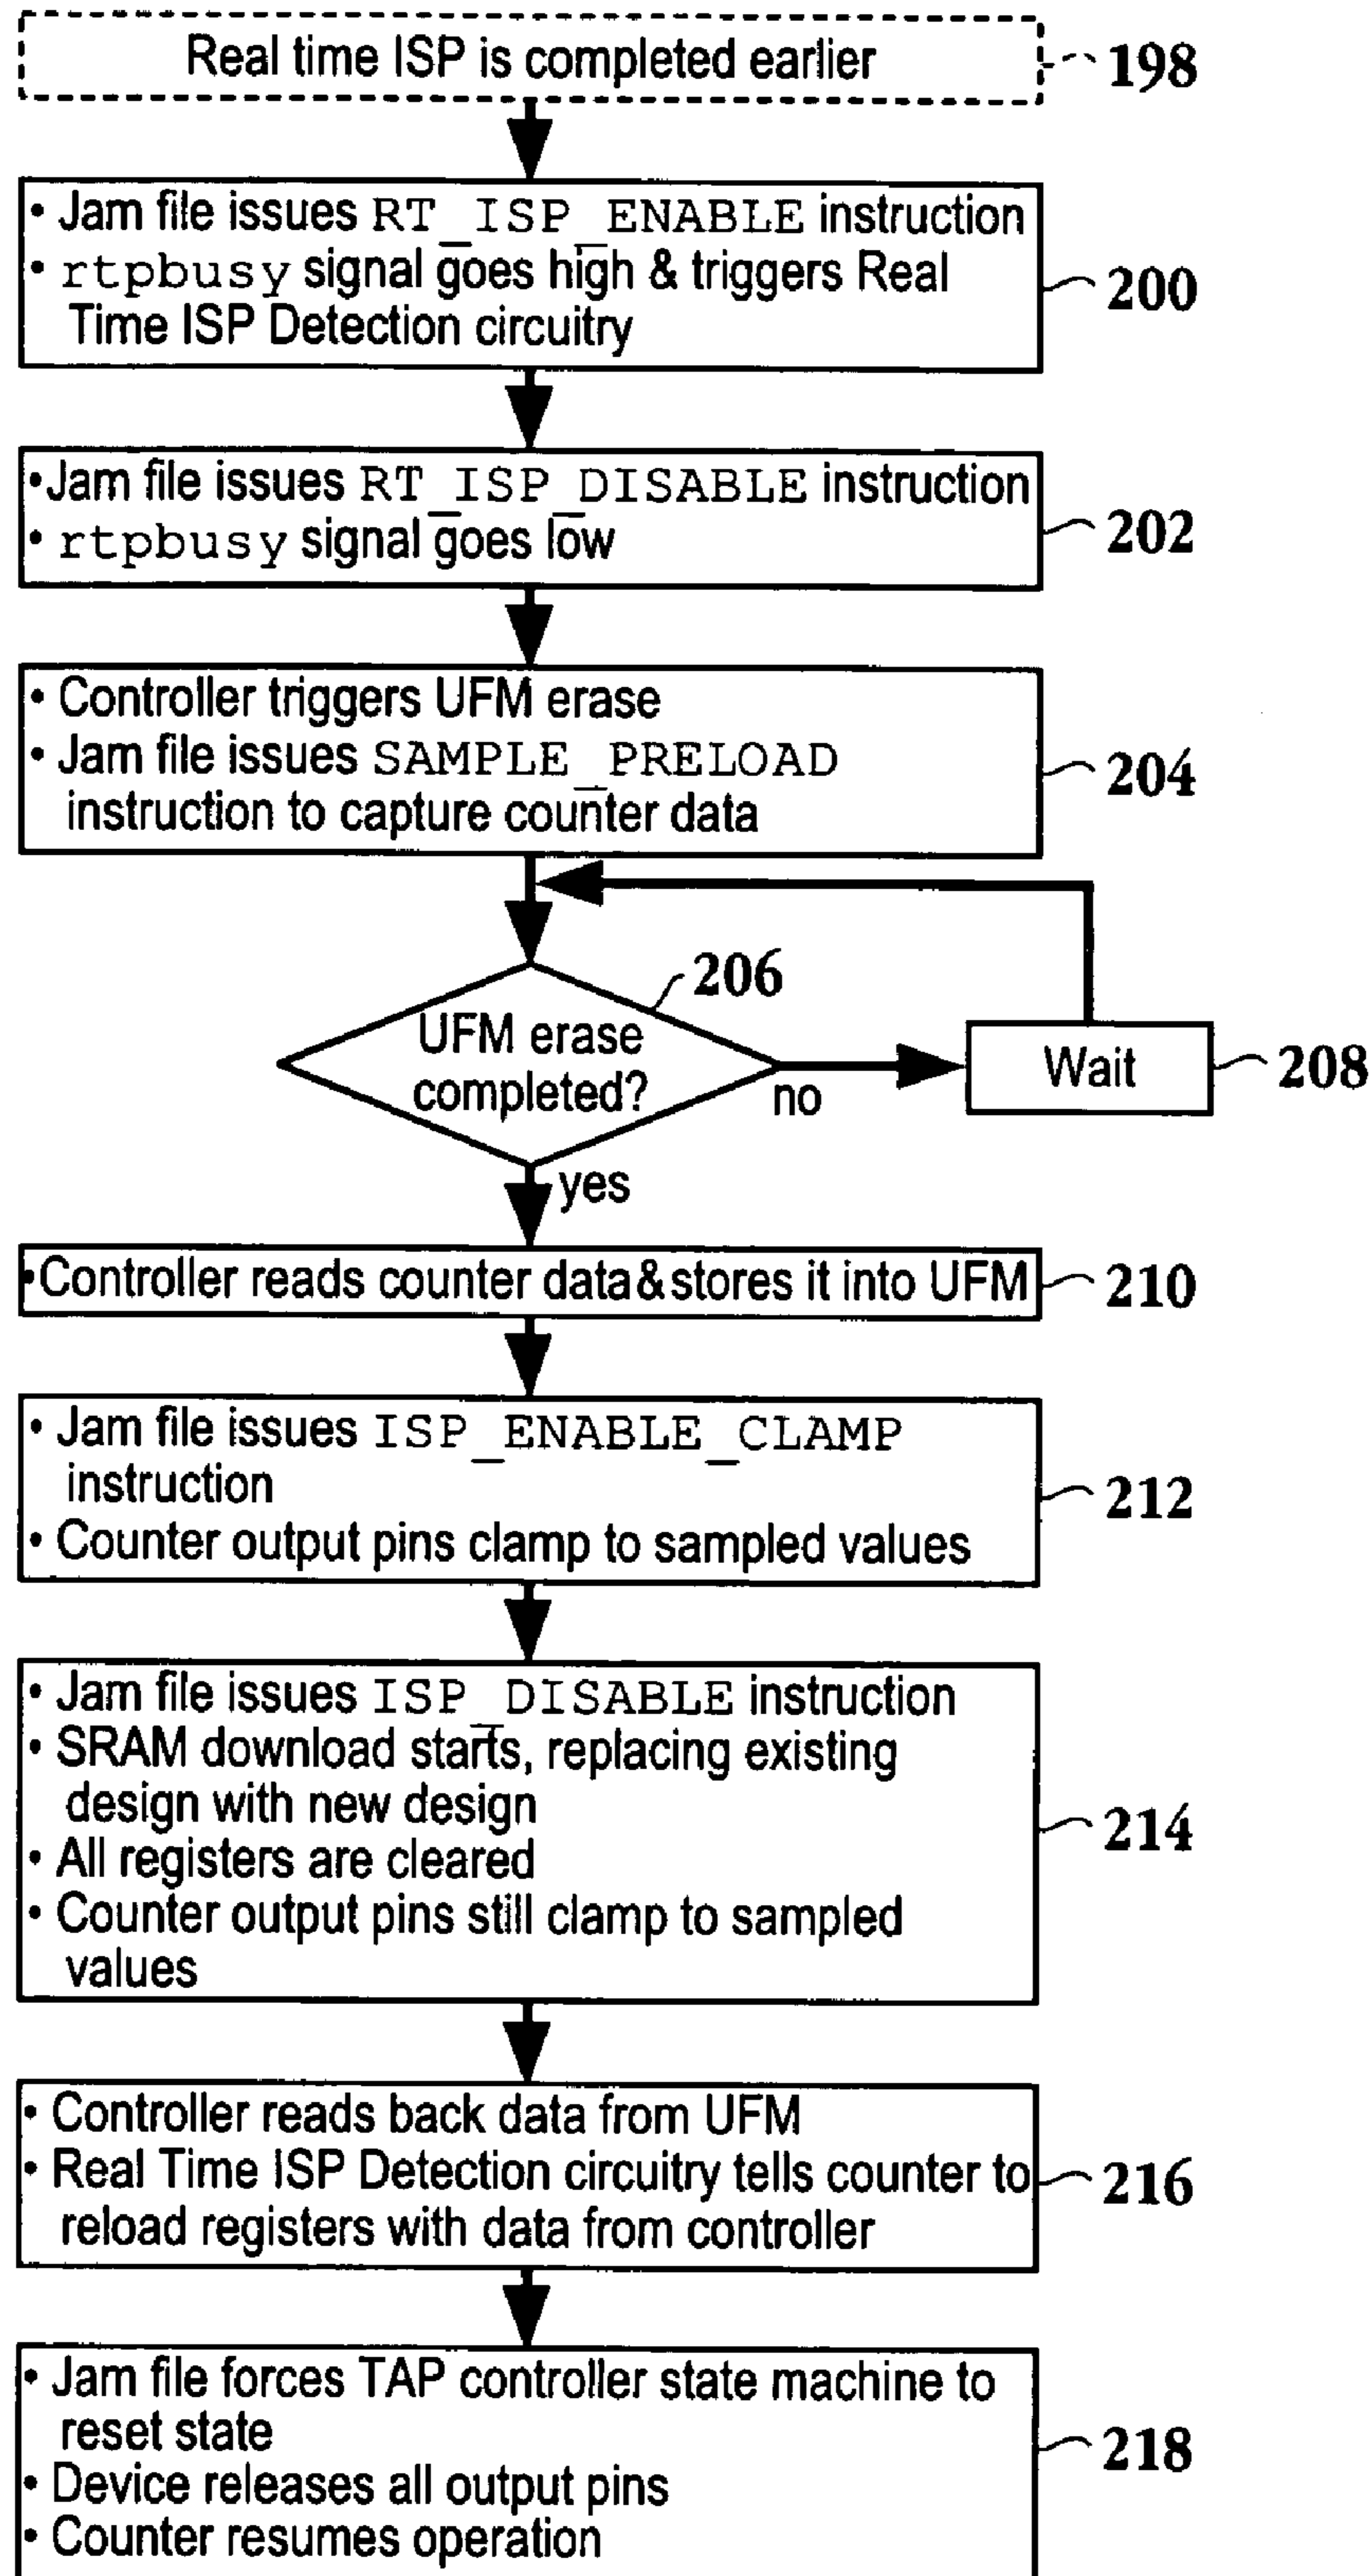 Real time ISP is completed earlier
198
• Jam file issues RT_ISP_ENABLE instruction
• rtpbusy signal goes high & triggers Real
Time ISP Detection circuitry
200
•Jam file issues RT_ISP_DISABLE instruction
• rtpbusy signal goes low
202
• Controller triggers UFM erase
• Jam file issues SAMPLE_PRELOAD
instruction to capture counter data
204
206
UFM erase
completed?
no
Wait
208
yes
•Controller reads counter data & stores it into UFM
210
• Jam file issues ISP_ENABLE_CLAMP
instruction
• Counter output pins clamp to sampled values
212
• Jam file issues ISP_DISABLE instruction
• SRAM download starts, replacing existing
design with new design
• All registers are cleared
• Counter output pins still clamp to sampled
values
214
• Controller reads back data from UFM
• Real Time ISP Detection circuitry tells counter to
reload registers with data from controller
216
• Jam file forces TAP controller state machine to
reset state
• Device releases all output pins
• Counter resumes operation
218